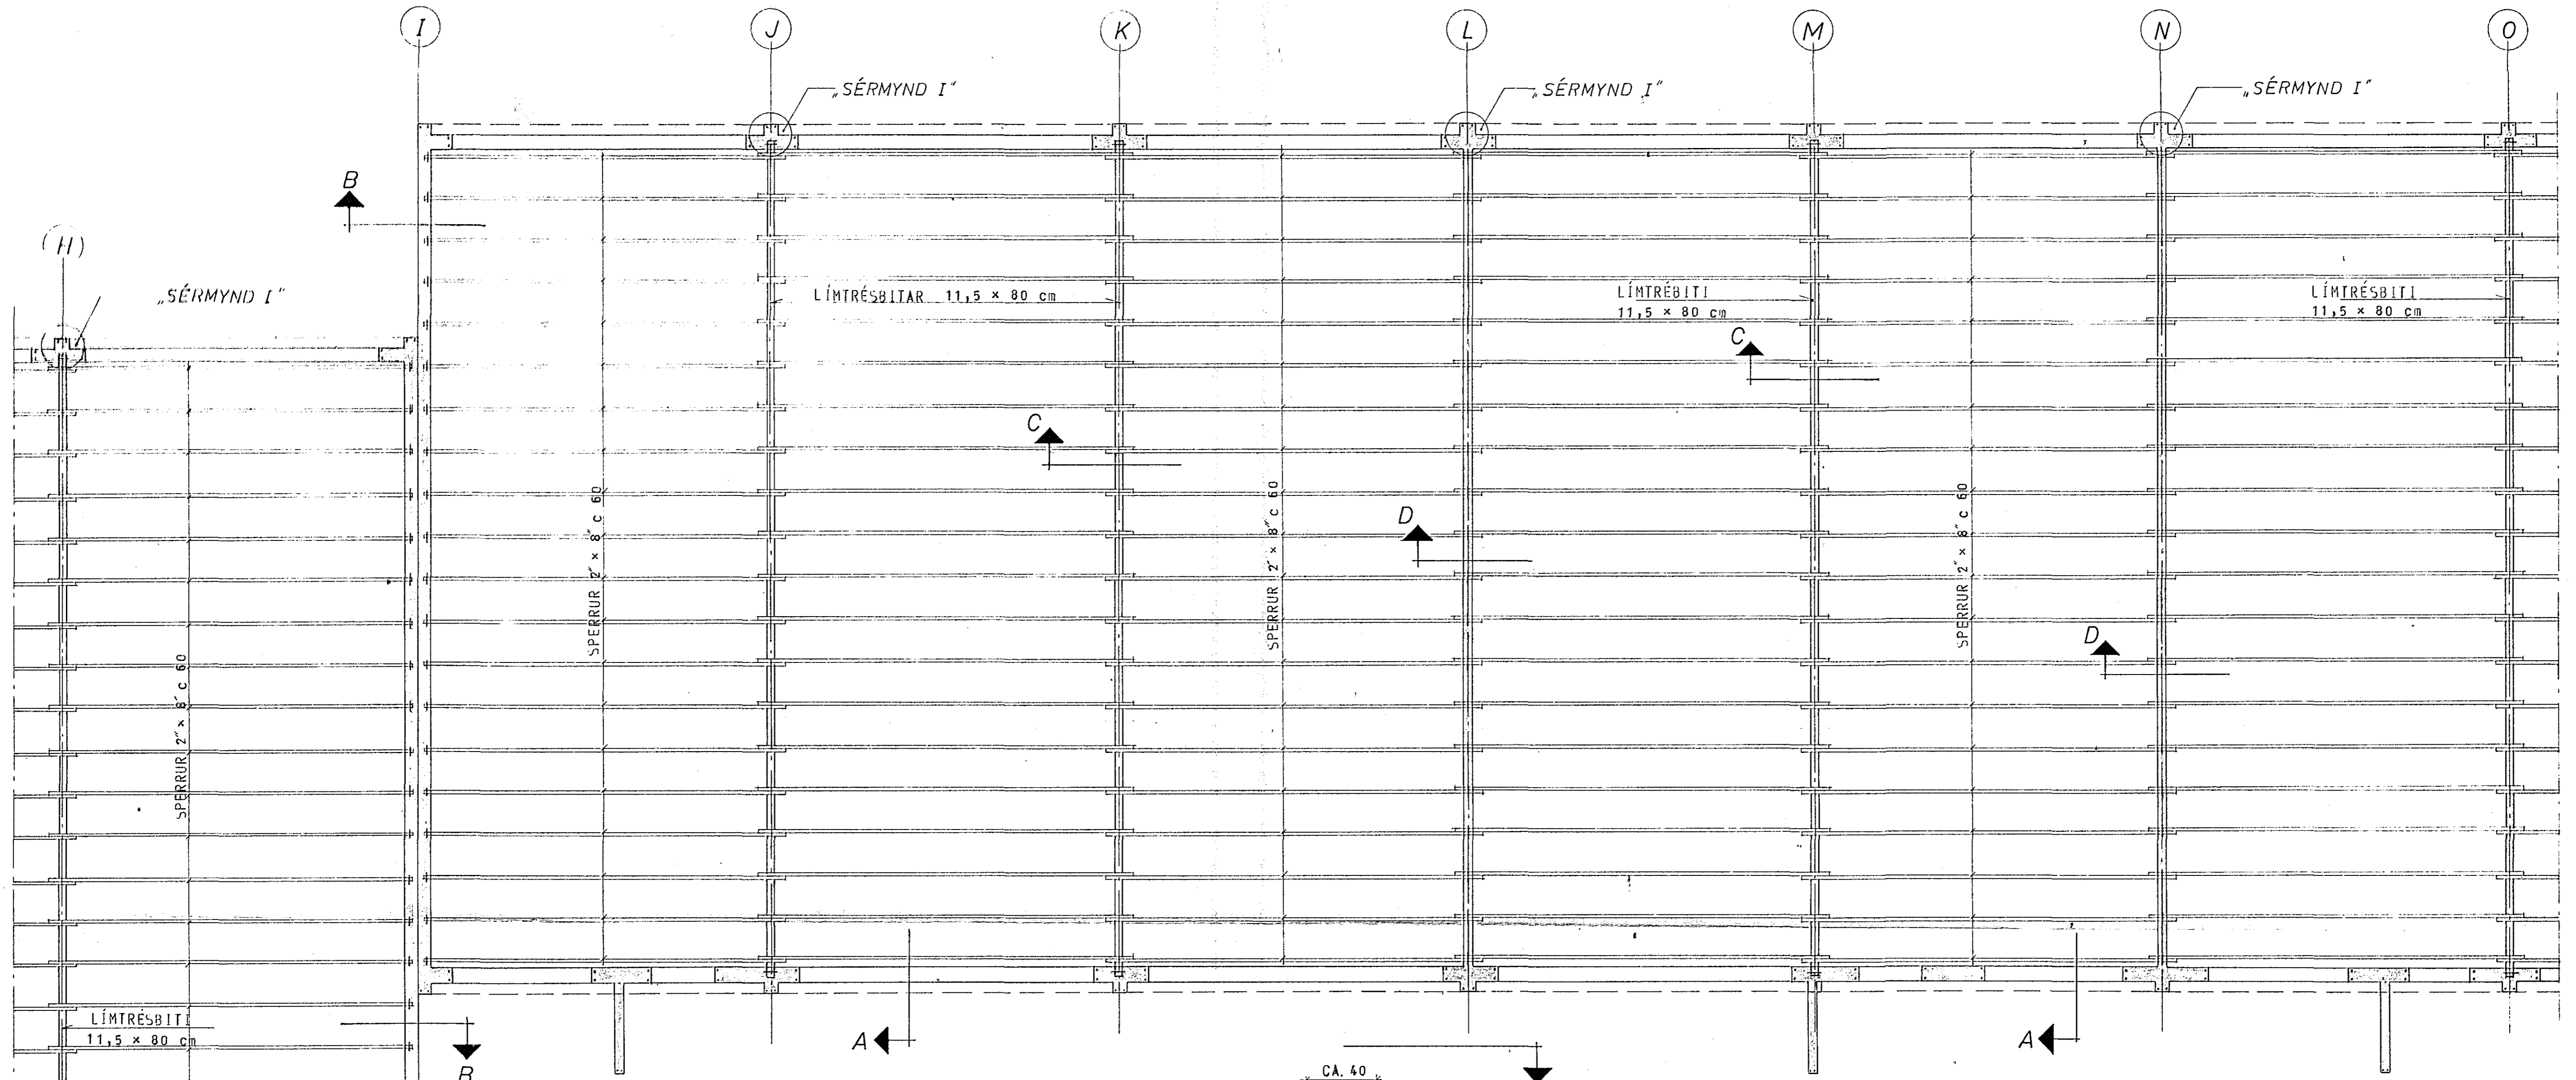 I
J
K
L
M
N
O
„SÉRMYND I"
„SÉRMYND I"
„SÉRMYND I"
B
(H)
„SÉRMYND I"
LÍMTRÉSBITAR 11,5 × 80 cm
LÍMTRÉBITI
11,5 × 80 cm
LÍMTRÉSBITI
11,5 × 80 cm
C
C
D
D
SPERRUR 2" × 8" c 60
SPERRUR 2" × 8" c 60
SPERRUR 2" × 8" c 60
SPERRUR 2" × 8" c 60
LÍMTRÉSBITI
11,5 × 80 cm
A
A
B
CA. 40